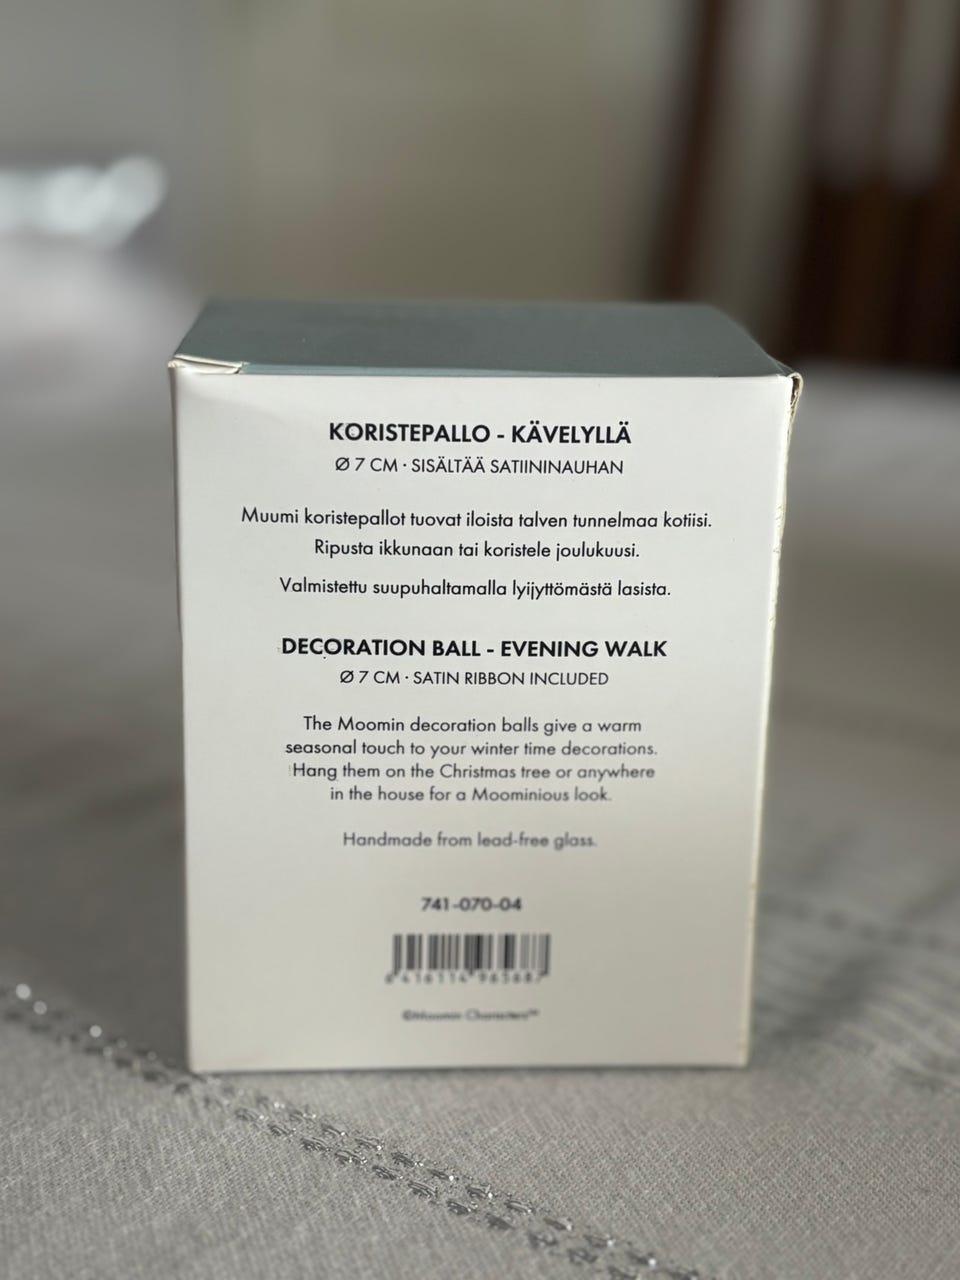 KORISTEPALLO - KÄVELYLLÄ
Ø 7 CM · SISÄLTÄÄ SATIININAUHAN
Muumi koristepallot tuovat iloista talven tunnelmaa kotiisi.
Ripusta ikkunaan tai koristele joulukuusi.
Valmistettu suupuhaltamalla lyijyttömästä lasista.
DECORATION BALL - EVENING WALK
Ø 7 CM · SATIN RIBBON INCLUDED
The Moomin decoration balls give a warm
seasonal touch to your winter time decorations.
Hang them on the Christmas tree or anywhere
in the house for a Moominious look.
Handmade from lead-free glass.
741-070-04
©Moomin Characters™